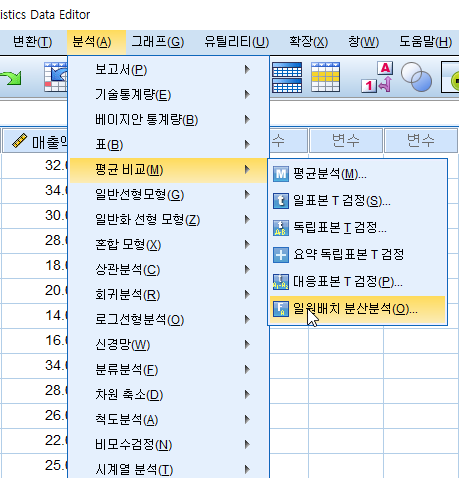 istics Data Editor
변환(T) 분석(A) 그래프(G) 유틸리티(U) 확장(X) 창(W) 도움말(H)
보고서(P)
기술통계량(E)
베이지안 통계량(B)
표(B)
평균 비교(M)
일반선형모형(G)
일반화 선형 모형(Z)
혼합 모형(X)
상관분석(C)
회귀분석(R)
로그선형분석(O)
신경망(W)
분류분석(F)
차원 축소(D)
척도분석(A)
비모수검정(N)
시계열 분석(T)
평균분석(M)...
일표본 T 검정(S)...
독립표본 T 검정...
요약 독립표본 T 검정
대응표본 T 검정(P)...
일원배치 분산분석(O)...
매출액
수 변수 변수
32.0
34.0
30.0
28.0
26.0
20.0
14.0
16.0
34.0
28.0
26.0
22.0
25.0